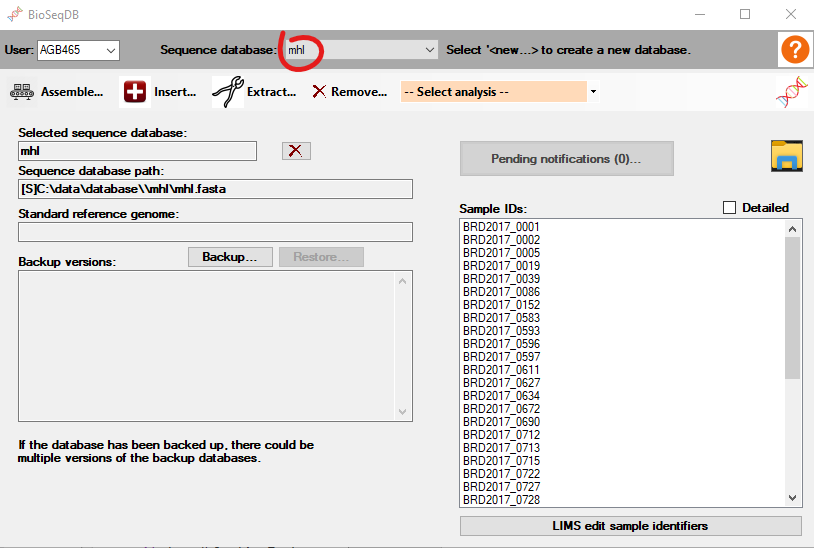 BioSeqDB
User: AGB465 Sequence database: mhl Select '<new...> to create a new database. ?
Assemble... Insert... Extract... Remove... -- Select analysis --
Selected sequence database:
mhl
Sequence database path:
[S]C:\data\database\\mhl\mhl.fasta
Standard reference genome:
Backup versions: Backup... Restore...
If the database has been backed up, there could be
multiple versions of the backup databases.
Pending notifications (0)...
Sample IDs: Detailed
BRD2017_0001
BRD2017_0002
BRD2017_0005
BRD2017_0019
BRD2017_0039
BRD2017_0086
BRD2017_0152
BRD2017_0583
BRD2017_0593
BRD2017_0596
BRD2017_0597
BRD2017_0611
BRD2017_0627
BRD2017_0634
BRD2017_0672
BRD2017_0690
BRD2017_0712
BRD2017_0713
BRD2017_0715
BRD2017_0722
BRD2017_0727
BRD2017_0728
LIMS edit sample identifiers